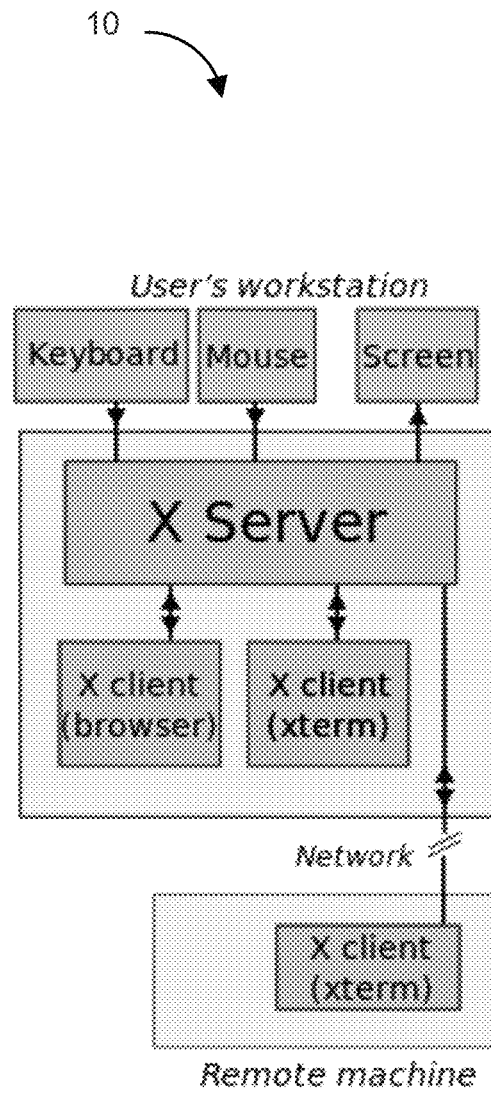 10
User's workstation
Keyboard Mouse Screen
X Server
X client
(browser)
X client
(xterm)
Network
X client
(xterm)
Remote machine